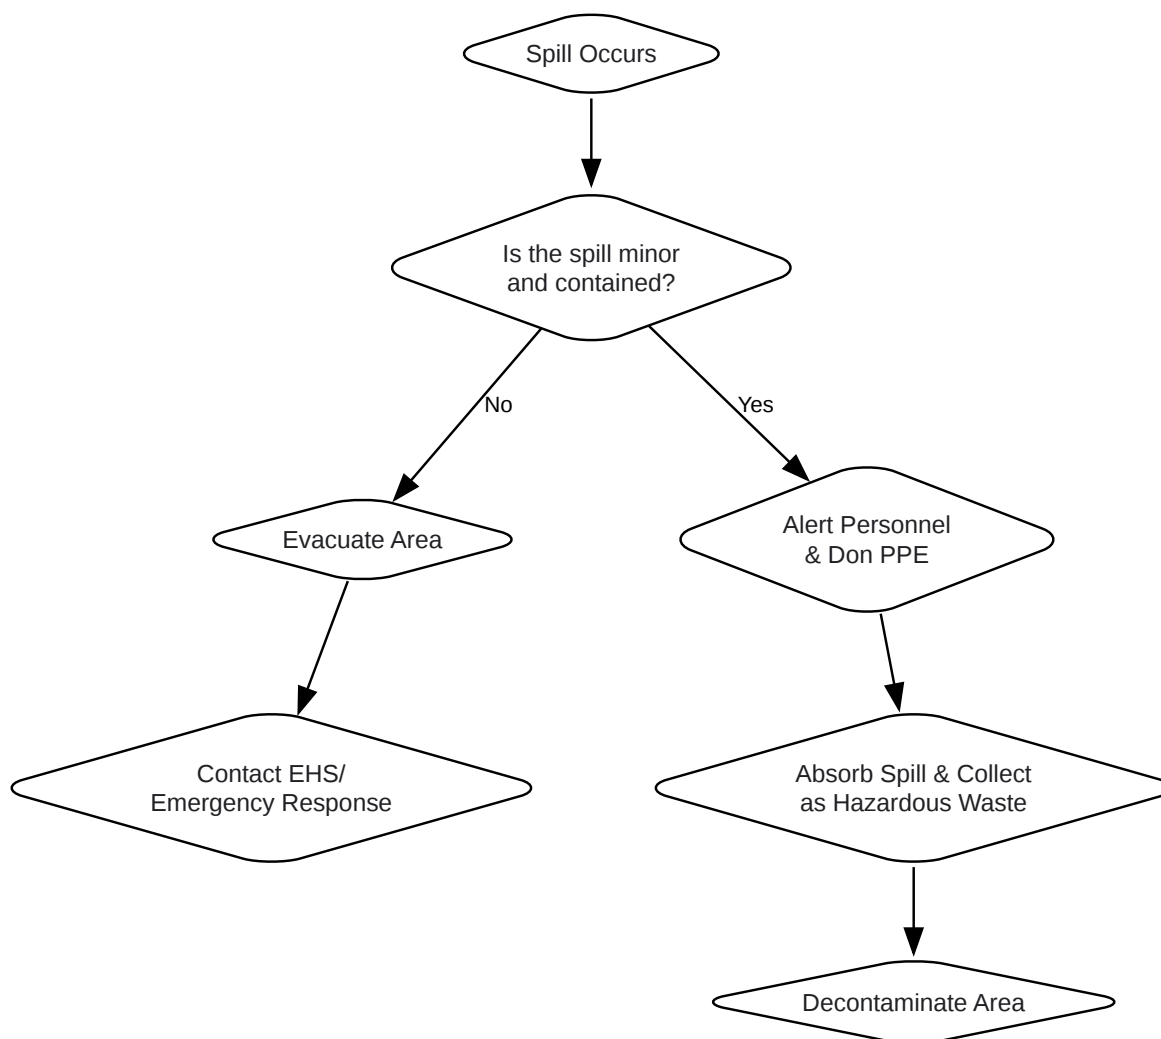 Spill Occurs
Is the spill minor
and contained?
No
Yes
Evacuate Area
Alert Personnel
& Don PPE
Contact EHS/
Emergency Response
Absorb Spill & Collect
as Hazardous Waste
Decontaminate Area